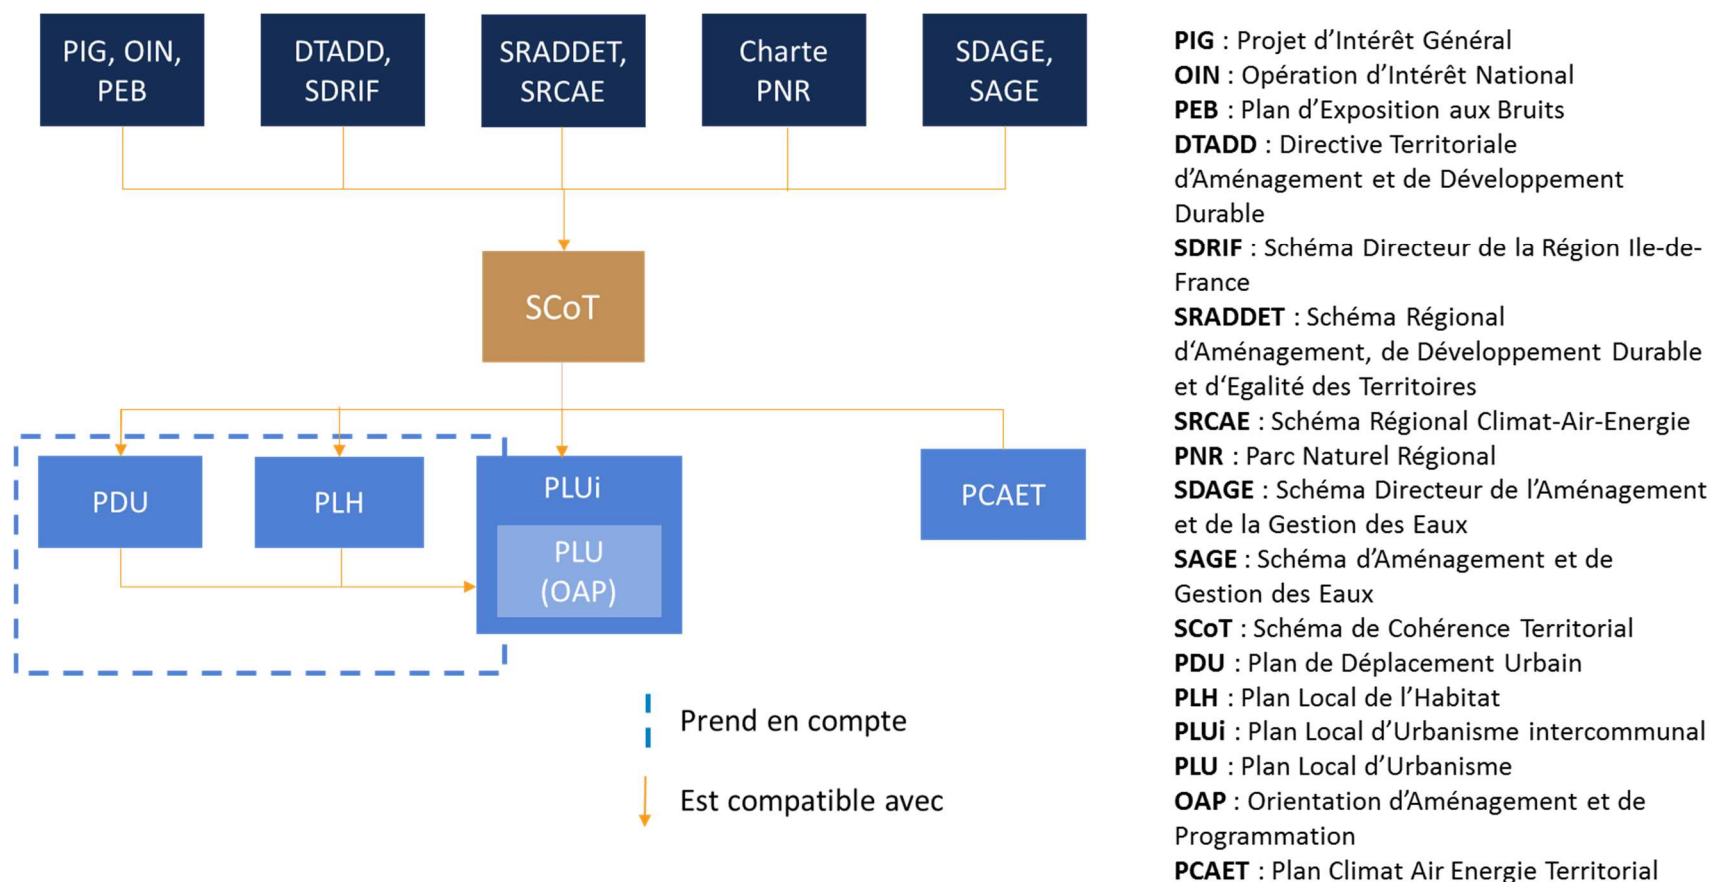 PIG, OIN,
PEB
DTADD,
SDRIF
SRADDET,
SRCAE
Charte
PNR
SDAGE,
SAGE
SCoT
PDU
PLH
PLUi
PLU
(OAP)
PCAET
Prend en compte
Est compatible avec
PIG : Projet d’Intérêt Général
OIN : Opération d’Intérêt National
PEB : Plan d’Exposition aux Bruits
DTADD : Directive Territoriale
d’Aménagement et de Développement
Durable
SDRIF : Schéma Directeur de la Région Ile-de-
France
SRADDET : Schéma Régional
d‘Aménagement, de Développement Durable
et d‘Egalité des Territoires
SRCAE : Schéma Régional Climat-Air-Energie
PNR : Parc Naturel Régional
SDAGE : Schéma Directeur de l’Aménagement
et de la Gestion des Eaux
SAGE : Schéma d’Aménagement et de
Gestion des Eaux
SCoT : Schéma de Cohérence Territorial
PDU : Plan de Déplacement Urbain
PLH : Plan Local de l’Habitat
PLUi : Plan Local d’Urbanisme intercommunal
PLU : Plan Local d’Urbanisme
OAP : Orientation d’Aménagement et de
Programmation
PCAET : Plan Climat Air Energie Territorial